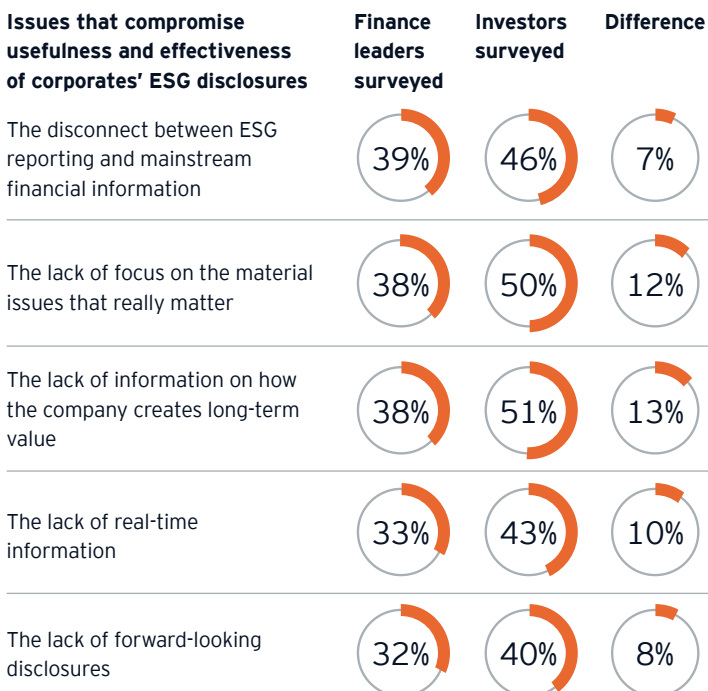 Issues that compromise
usefulness and effectiveness
of corporates’ ESG disclosures
Finance
leaders
surveyed
Investors
surveyed
Difference
The disconnect between ESG
reporting and mainstream
financial information
39%
46%
7%
The lack of focus on the material
issues that really matter
38%
50%
12%
The lack of information on how
the company creates long-term
value
38%
51%
13%
The lack of real-time
information
33%
43%
10%
The lack of forward-looking
disclosures
32%
40%
8%